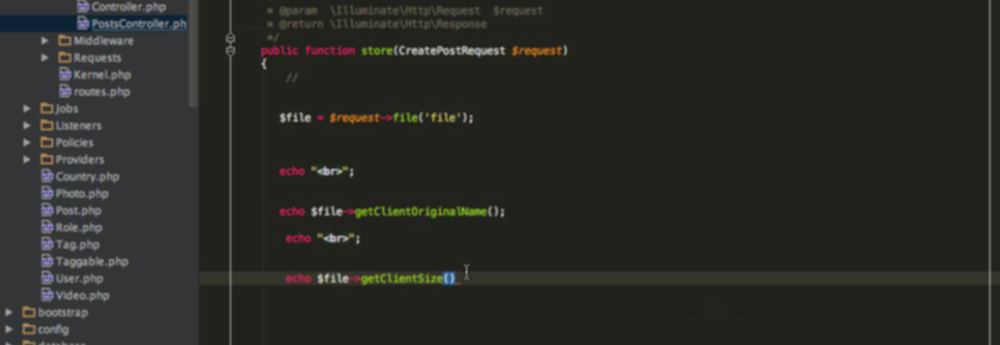 Controller.php
PostsController.ph
Middleware
Requests
Kernel.php
routes.php
Jobs
Listeners
Policies
Providers
Country.php
Photo.php
Post.php
Role.php
Tag.php
Taggable.php
User.php
Video.php
bootstrap
config
database
* @param \Illuminate\Http\Request $request
* @return \Illuminate\Http\Response
*/
public function store(CreatePostRequest $request)
{
//
$file = $request->file('file');
echo "<br>";
echo $file->getClientOriginalName();
echo "<br>";
echo $file->getClientSize()